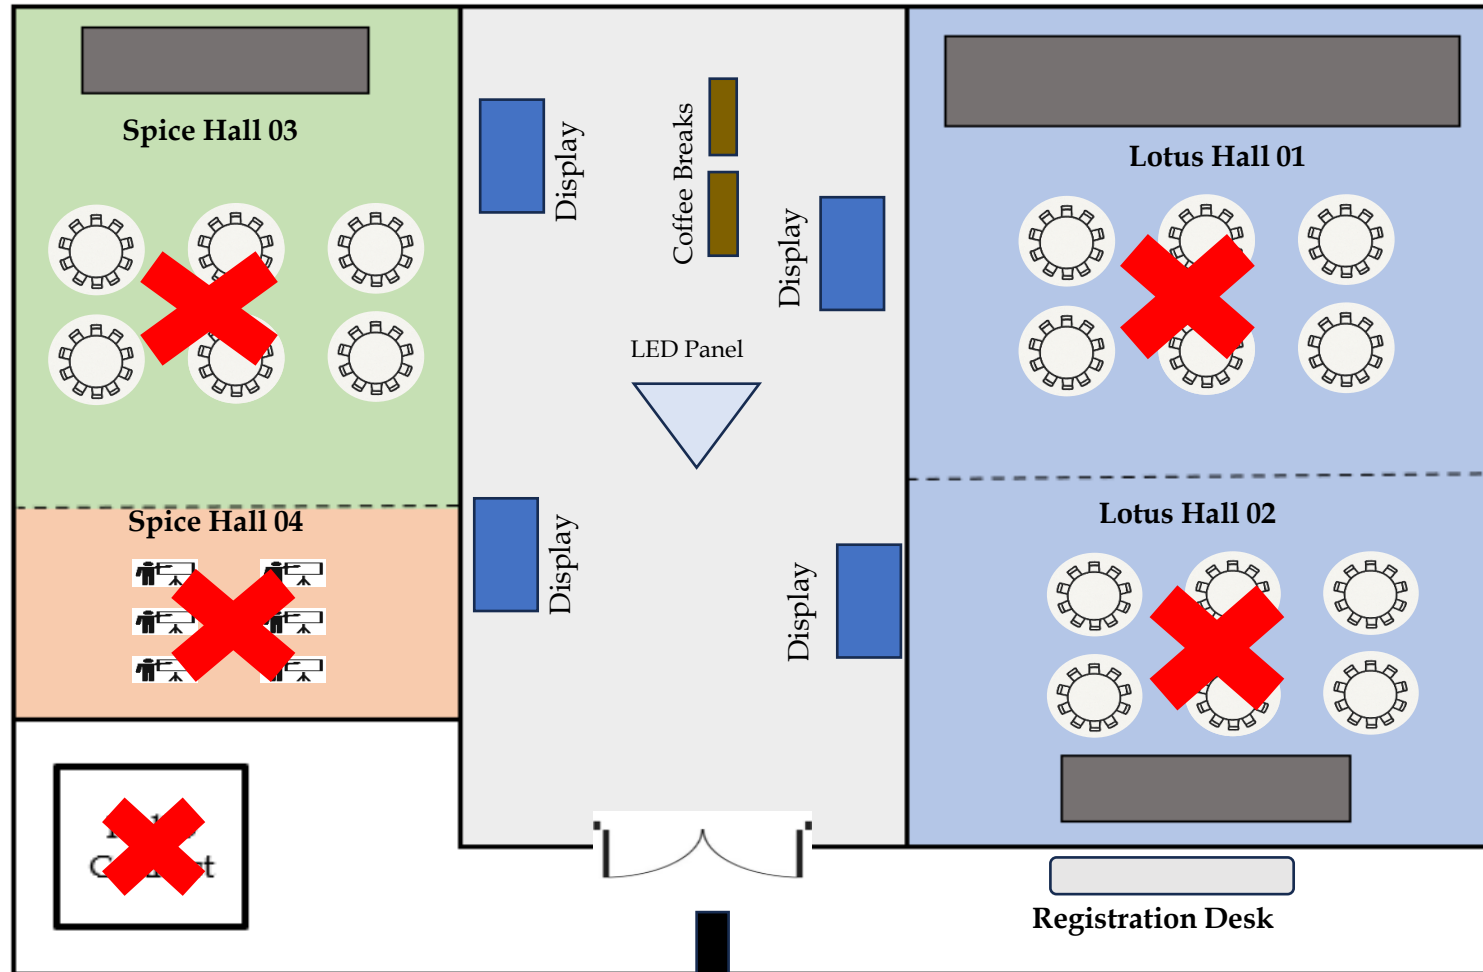 Spice Hall 03
Display
Coffee Breaks
Display
Lotus Hall 01
LED Panel
Spice Hall 04
Display
Display
Lotus Hall 02
Registration Desk